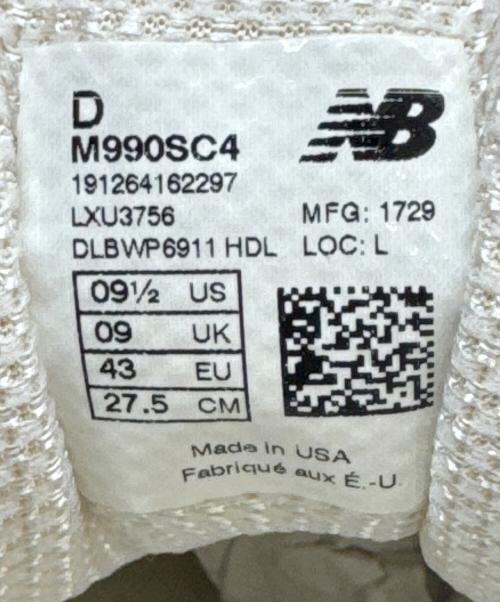 D
M990SC4
NB
191264162297
LXU3756
MFG: 1729
DLBWP6911 HDL
LOC: L
09½ US
09 UK
43 EU
27.5 CM
Made in USA
Fabriqué aux É.-U.